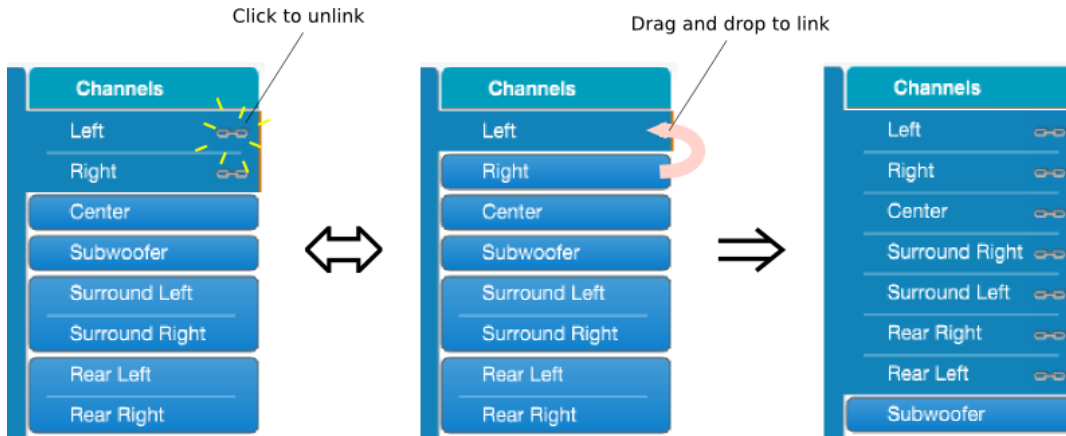 Click to unlink
Drag and drop to link
Channels
Left
Right
Center
Subwoofer
Surround Left
Surround Right
Rear Left
Rear Right
Channels
Left
Right
Center
Subwoofer
Surround Left
Surround Right
Rear Left
Rear Right
Channels
Left
Right
Center
Surround Right
Surround Left
Rear Right
Rear Left
Subwoofer